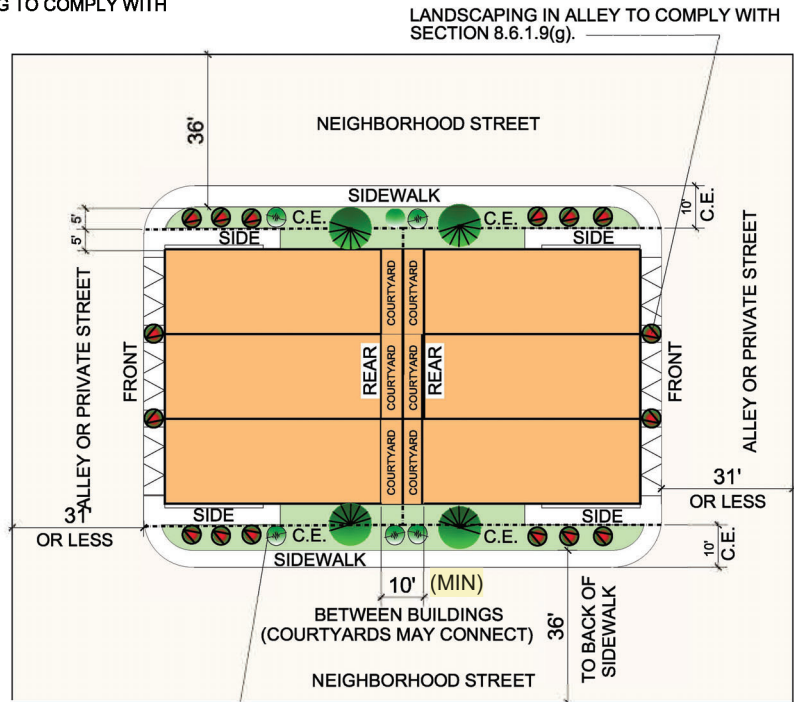 G TO COMPLY WITH
LANDSCAPING IN ALLEY TO COMPLY WITH
SECTION 8.6.1.9(g).
36'
NEIGHBORHOOD STREET
SIDEWALK
5'
5'
C.E.
C.E.
10'
C.E.
SIDE
SIDE
ALLEY OR PRIVATE STREET
FRONT
COURTYARD
COURTYARD
REAR
COURTYARD
COURTYARD
REAR
COURTYARD
COURTYARD
FRONT
ALLEY OR PRIVATE STREET
31'
OR LESS
31'
OR LESS
SIDE
SIDE
C.E.
C.E.
10'
C.E.
SIDEWALK
10' (MIN)
BETWEEN BUILDINGS
(COURTYARDS MAY CONNECT)
36'
TO BACK OF
SIDEWALK
NEIGHBORHOOD STREET